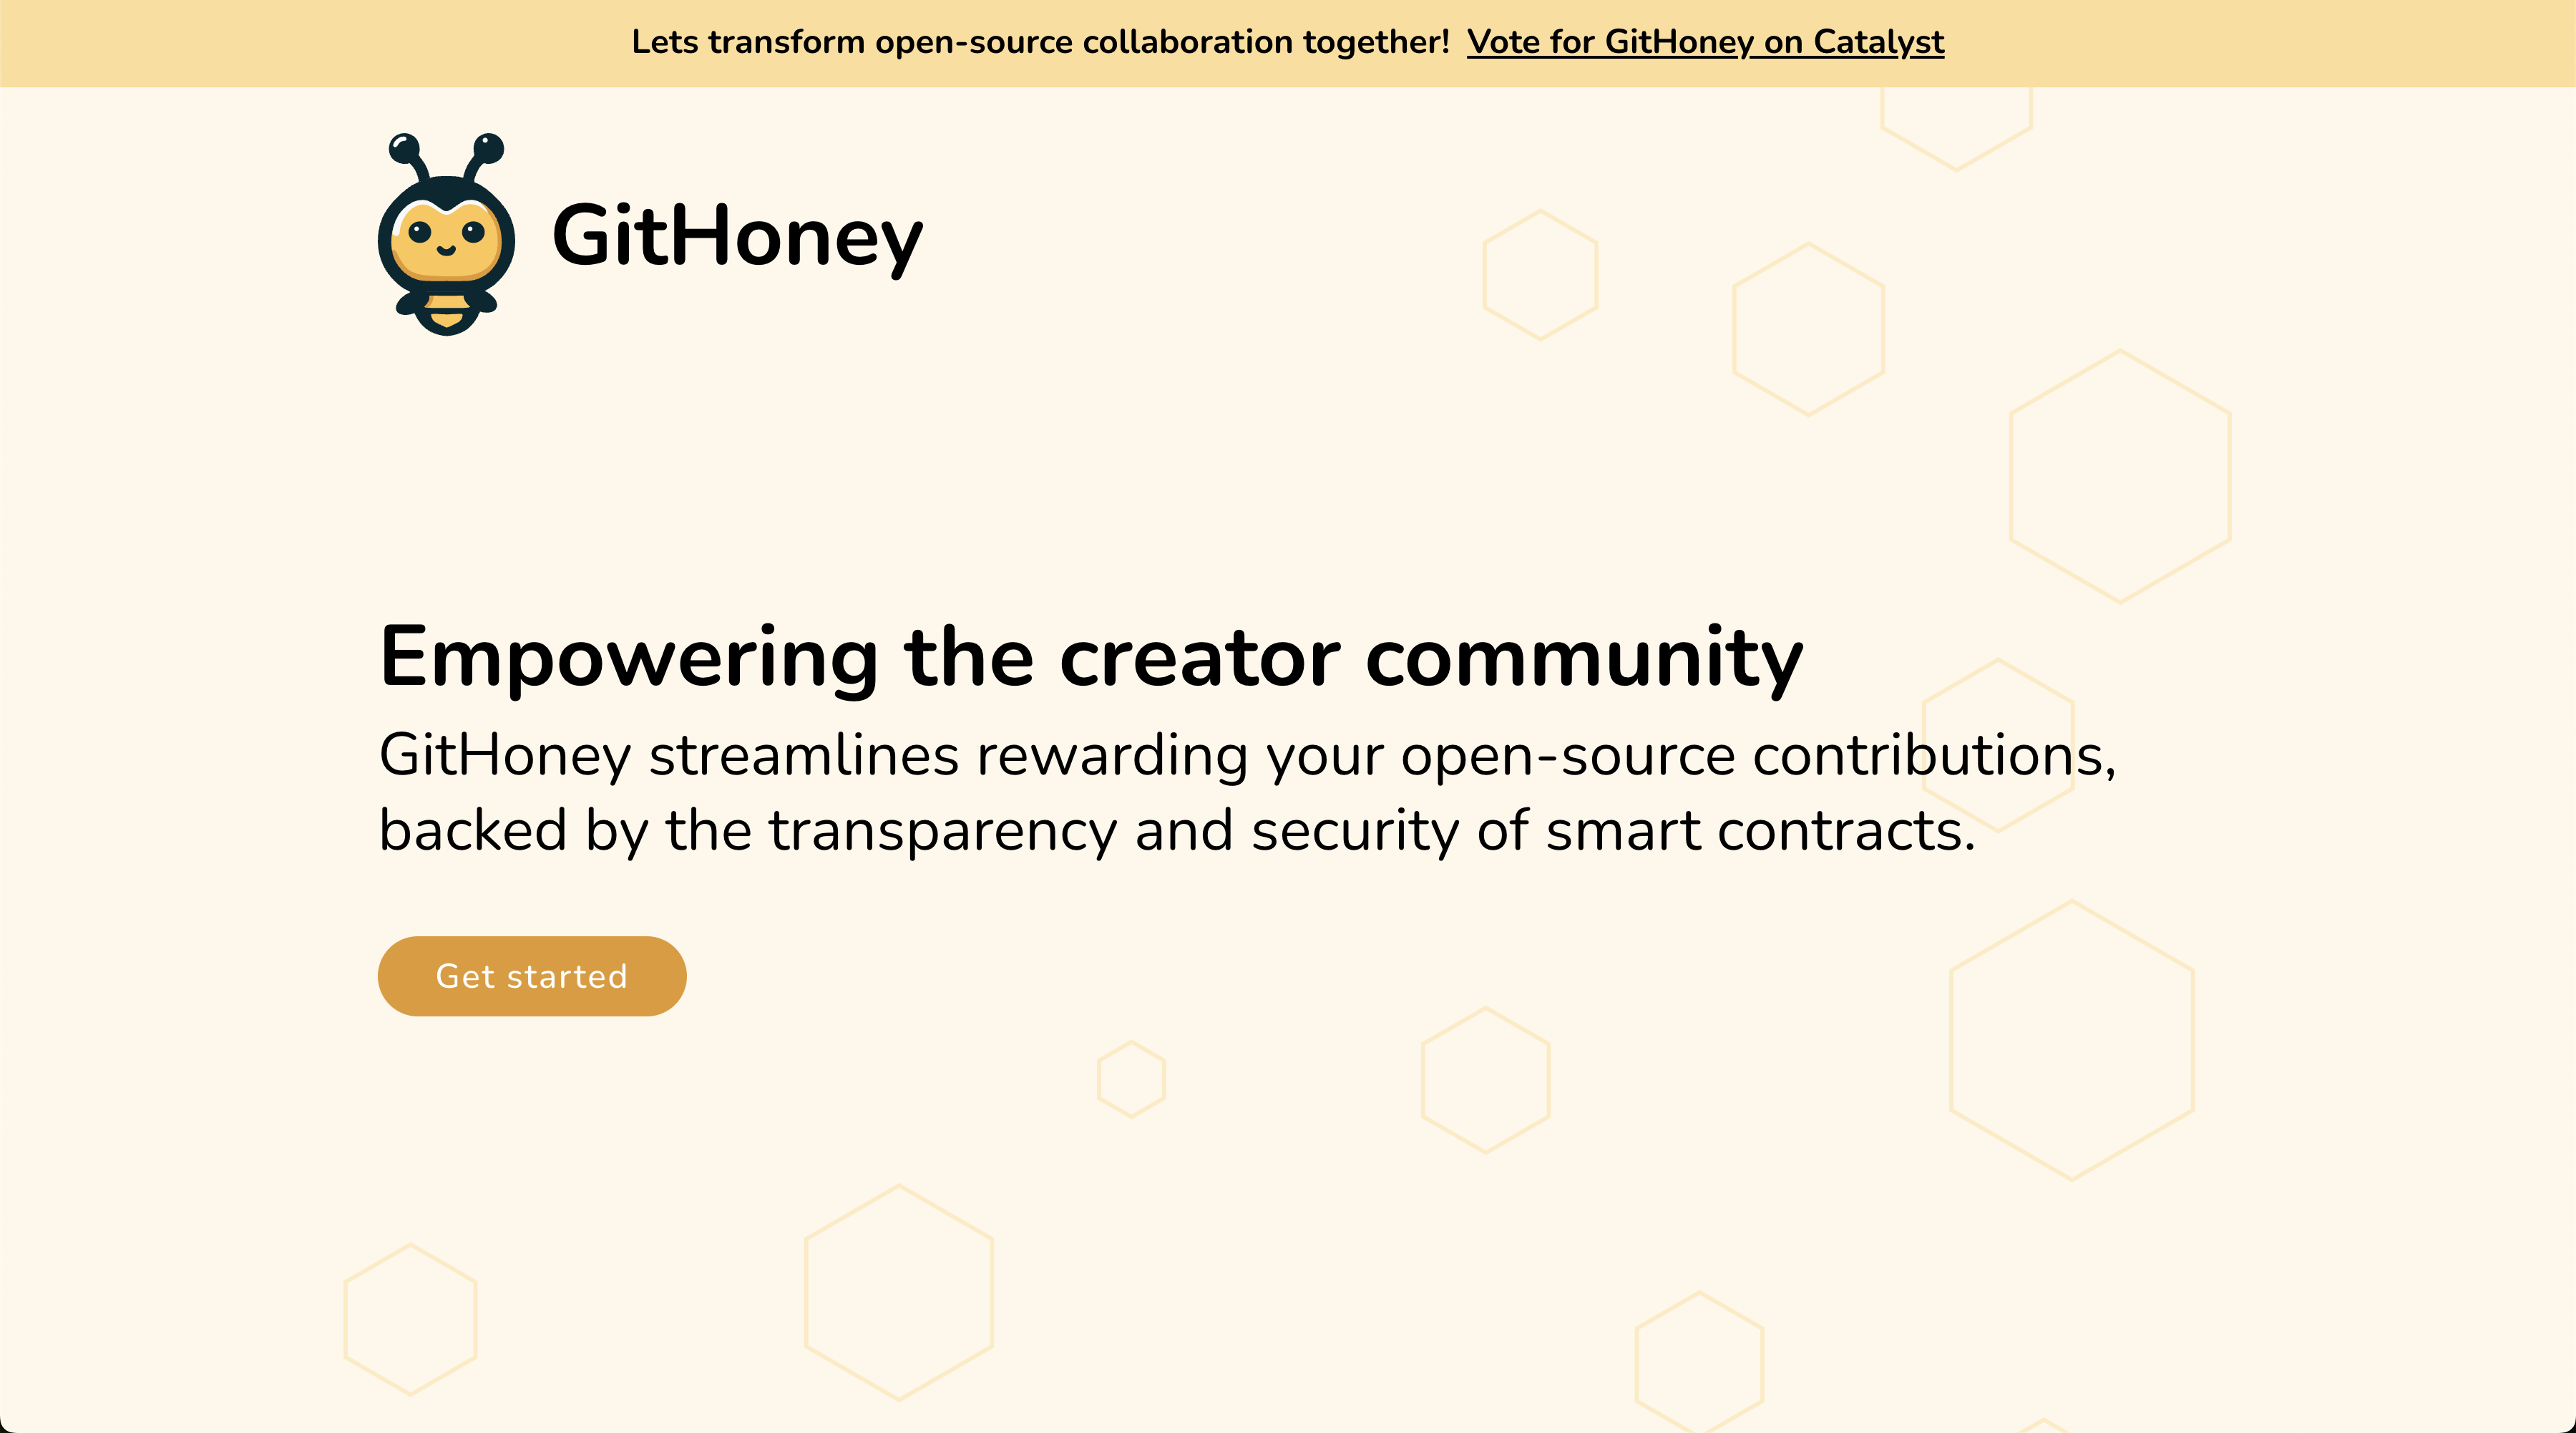 Lets transform open-source collaboration together! Vote for GitHoney on Catalyst
GitHoney
Empowering the creator community
GitHoney streamlines rewarding your open-source contributions,
backed by the transparency and security of smart contracts.
Get started